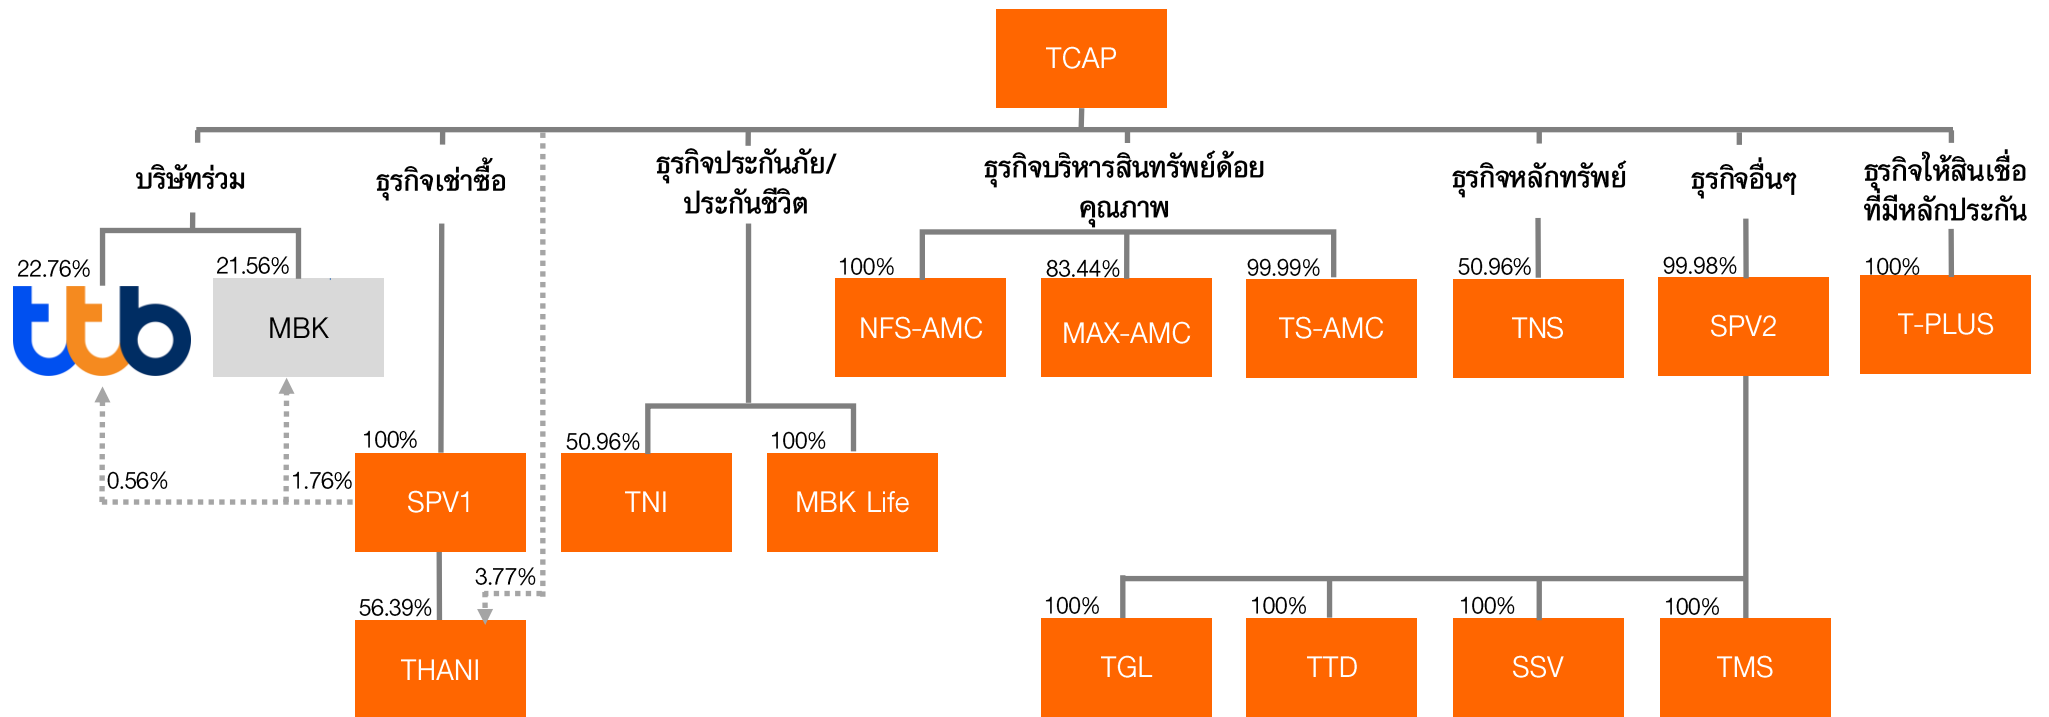 TCAP
บริษัทร่วม
ธุรกิจเช่าซื้อ
ธุรกิจประกันภัย/
ประกันชีวิต
ธุรกิจบริหารสินทรัพย์ด้อย
คุณภาพ
ธุรกิจหลักทรัพย์
ธุรกิจอื่นๆ
ธุรกิจให้สินเชื่อ
ที่มีหลักประกัน
22.76%
ttb
21.56%
MBK
100%
NFS-AMC
83.44%
MAX-AMC
99.99%
TS-AMC
50.96%
TNS
99.98%
SPV2
100%
T-PLUS
0.56%
1.76%
100%
SPV1
50.96%
TNI
100%
MBK Life
3.77%
56.39%
THANI
100%
TGL
100%
TTD
100%
SSV
100%
TMS